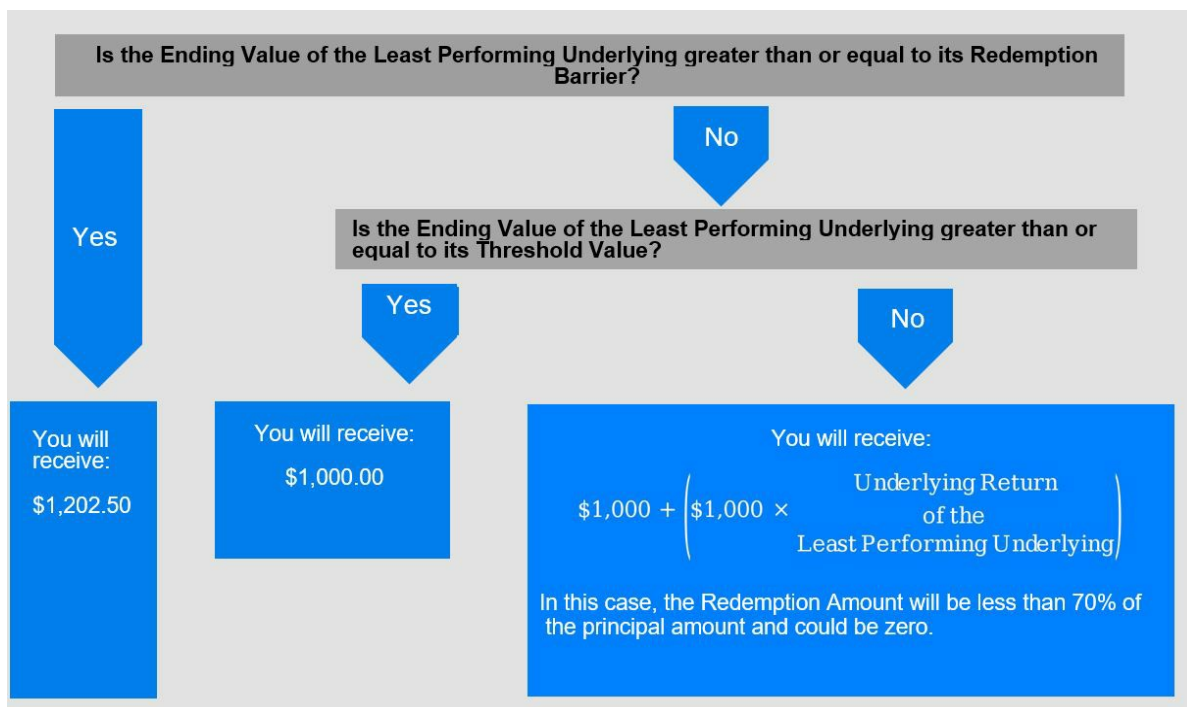 Is the Ending Value of the Least Performing Underlying greater than or equal to its Redemption
Barrier?
No
Yes
Is the Ending Value of the Least Performing Underlying greater than or
equal to its Threshold Value?
Yes
No
You will
receive:
$1,202.50
You will receive:
$1,000.00
You will receive:
$1,000 + ($1,000 × Underlying Return
of the
Least Performing Underlying)
In this case, the Redemption Amount will be less than 70% of
the principal amount and could be zero.